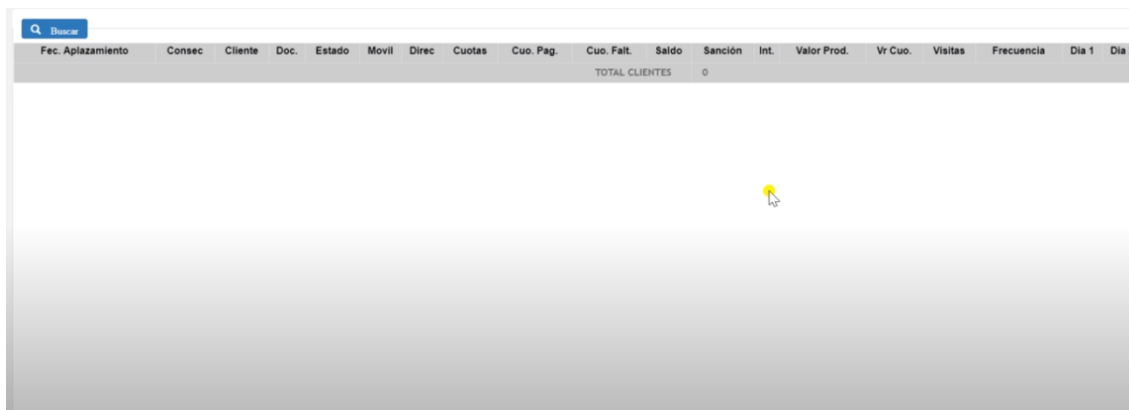 Buscar
Fec. Aplazamiento Consec Cliente Doc. Estado Movil Direc Cuotas Cuo. Pag. Cuo. Falt. Saldo Sanción Int. Valor Prod. Vr Cuo. Visitas Frecuencia Dia 1 Dia
TOTAL CLIENTES 0